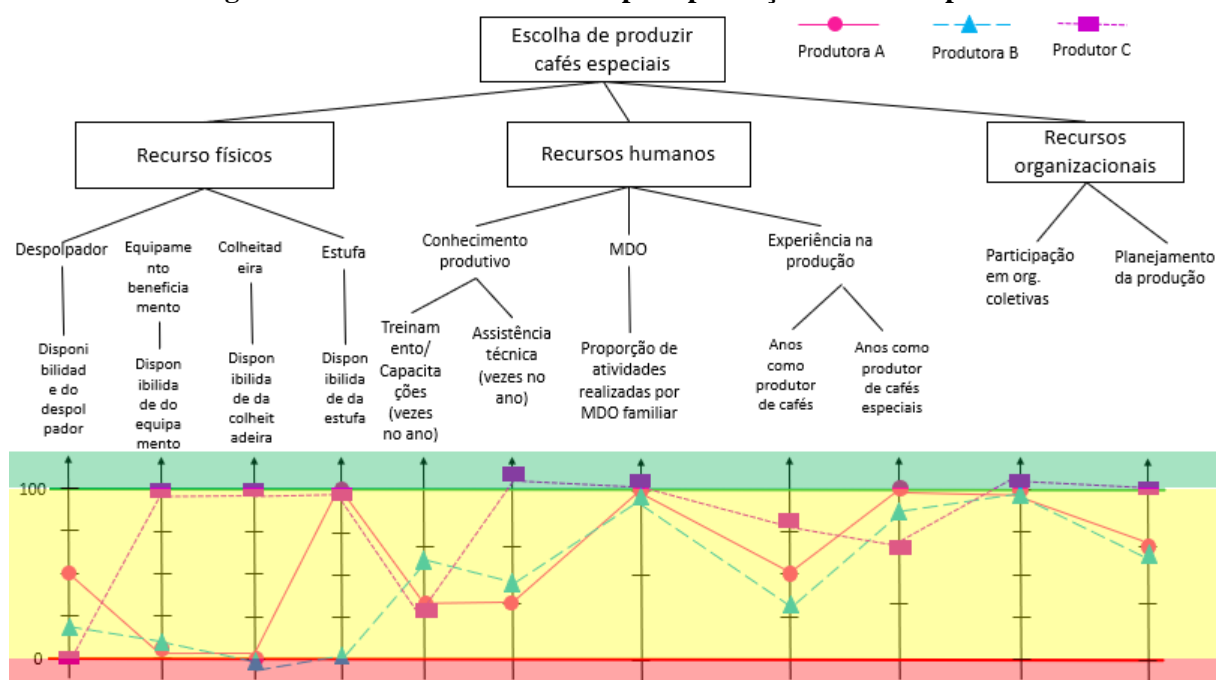 Escolha de produzir
cafés especiais
Produtora A
Produtora B
Produtor C
Recurso físicos
Recursos humanos
Recursos
organizacionais
Despolpador
Equipame
nto
beneficia
mento
Colheitad
eira
Estufa
Conhecimento
produtivo
MDO
Experiência na
produção
Participação
em org.
coletivas
Planejamento
da produção
Disponi
bilidad
e do
despol
pador
Dispon
ibilida
de do
equipa
mento
Dispon
ibilida
de da
colheit
adeira
Dispon
ibilida
de da
estufa
Treinam
ento/
Capacita
ções
(vezes
no ano)
Assistência
técnica
(vezes no
ano)
Proporção de
atividades
realizadas por
MDO familiar
Anos
como
produtor
de cafés
Anos como
produtor
de cafés
especiais
100
0